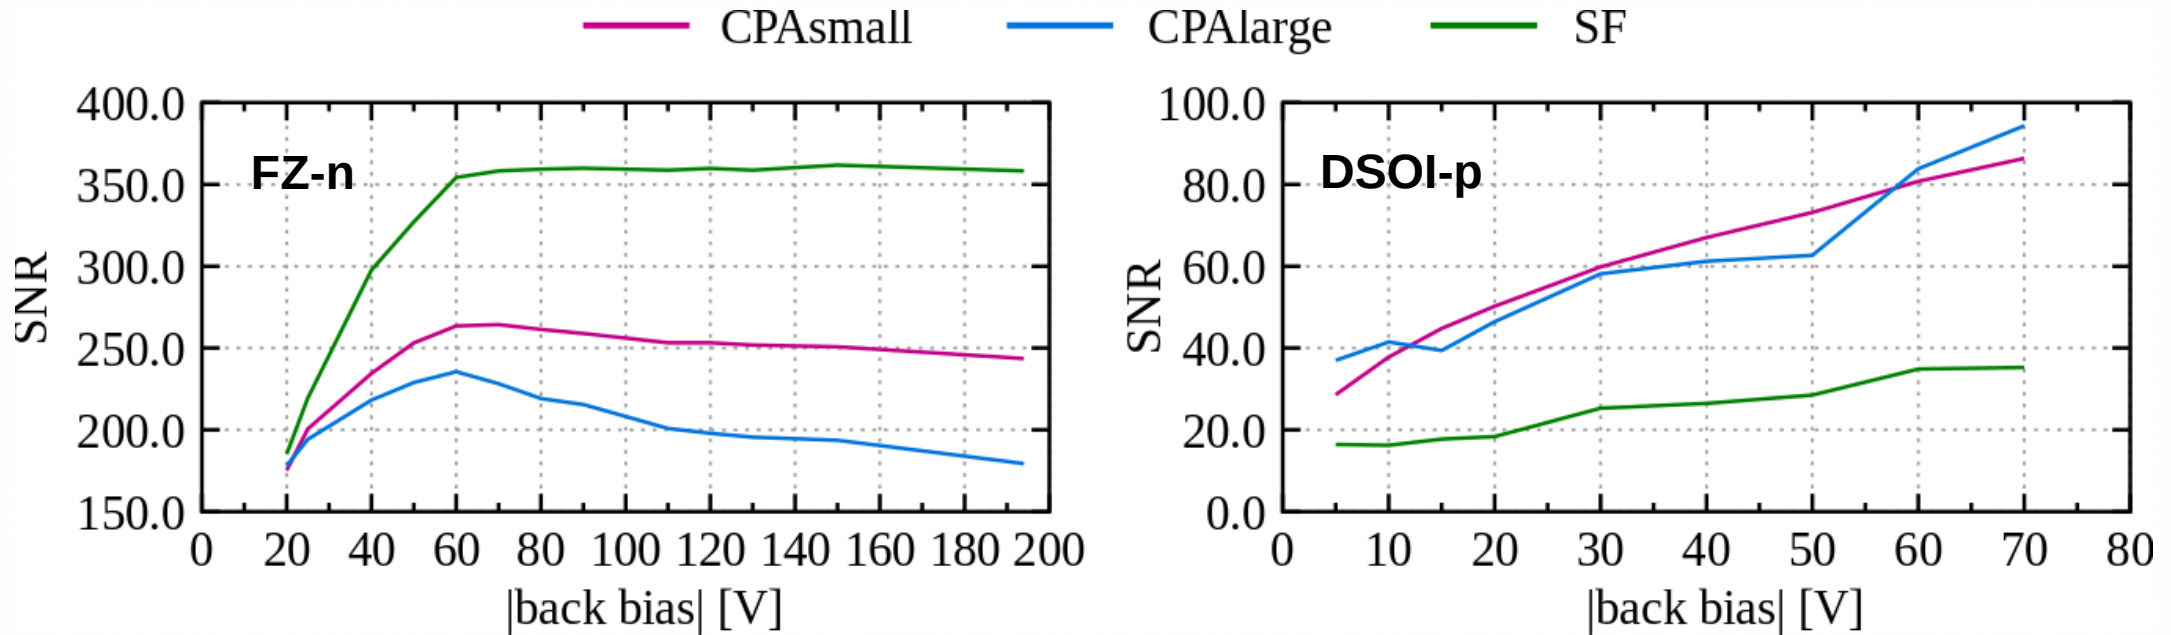 CPAsmall CPAlarge SF
400.0
350.0
300.0
250.0
200.0
150.0
FZ-n
SNR
0 20 40 60 80 100 120 140 160 180 200
|back bias| [V]
100.0
80.0
60.0
40.0
20.0
0.0
DSOI-p
SNR
0 10 20 30 40 50 60 70 80
|back bias| [V]